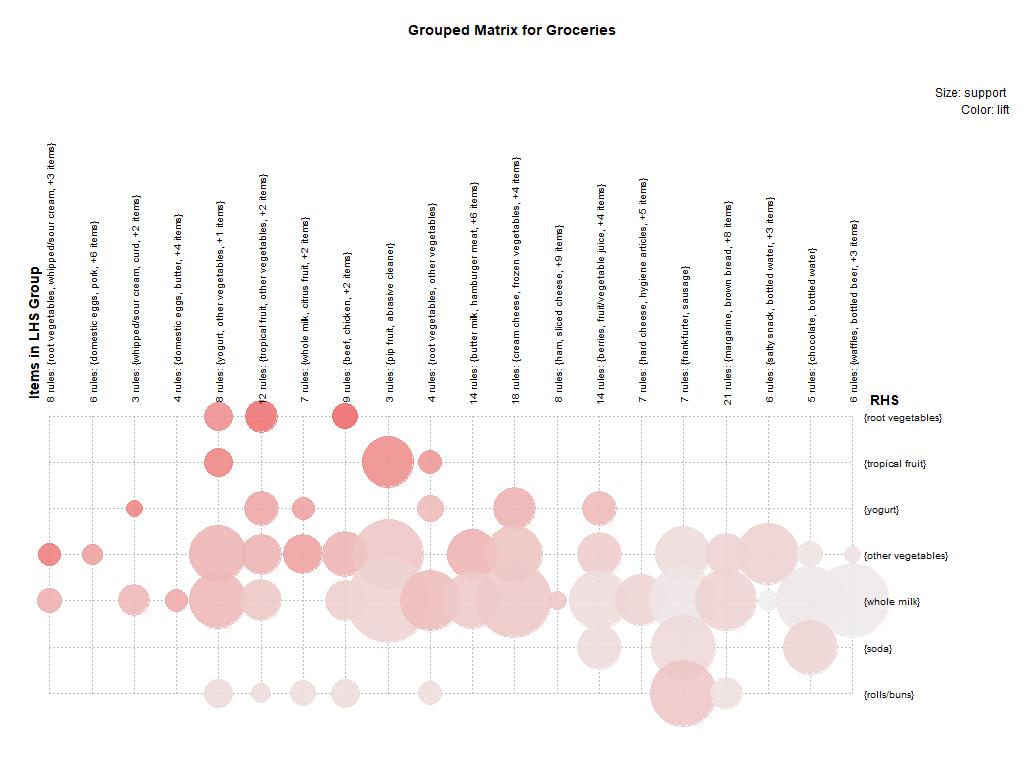 Grouped Matrix for Groceries
Size: support
Color: lift
Items in LHS Group
8 rules: {root vegetables, whipped/sour cream, +3 items}
6 rules: {domestic eggs, pork, +6 items}
3 rules: {whipped/sour cream, curd, +2 items}
4 rules: {domestic eggs, butter, +4 items}
8 rules: {yogurt, other vegetables, +1 items}
12 rules: {tropical fruit, other vegetables, +2 items}
7 rules: {whole milk, citrus fruit, +2 items}
9 rules: {beef, chicken, +2 items}
3 rules: {pip fruit, abrasive cleaner}
4 rules: {root vegetables, other vegetables}
14 rules: {butter milk, hamburger meat, +6 items}
18 rules: {cream cheese, frozen vegetables, +4 items}
8 rules: {ham, sliced cheese, +9 items}
14 rules: {berries, fruit/vegetable juice, +4 items}
7 rules: {hard cheese, hygiene articles, +5 items}
7 rules: {frankfurter, sausage}
21 rules: {margarine, brown bread, +8 items}
6 rules: {salty snack, bottled water, +3 items}
5 rules: {chocolate, bottled water}
6 rules: {waffles, bottled beer, +3 items}
RHS
{root vegetables}
{tropical fruit}
{yogurt}
{other vegetables}
{whole milk}
{soda}
{rolls/buns}